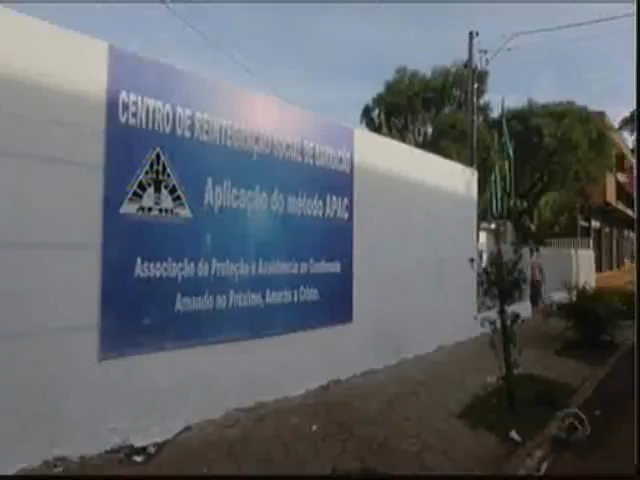 CENTRO DE REINTEGRAÇÃO SOCIAL DE BARRACÃO
Aplicação do método APAC
Associação de Proteção e Assistência ao Condenado
Amando ao Próximo, Amarás a Cristo.